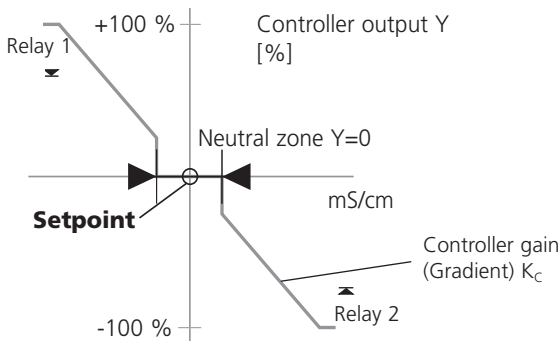 +100 %
Controller output Y
[%]
Relay 1
Neutral zone Y=0
mS/cm
Setpoint
Controller gain
(Gradient) KC
Relay 2
-100 %